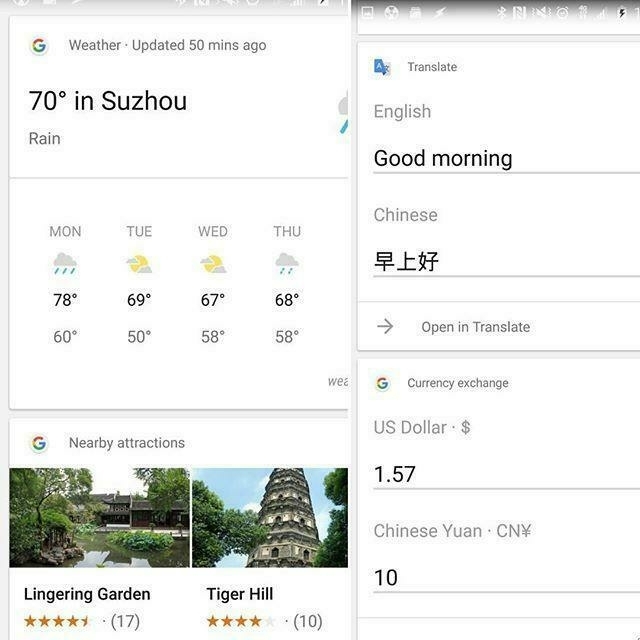 Weather · Updated 50 mins ago
70° in Suzhou
Rain
MON TUE WED THU
78° 69° 67° 68°
60° 50° 58° 58°
Nearby attractions
Lingering Garden
(17)
Tiger Hill
(10)
Translate
English
Good morning
Chinese
早上好
Open in Translate
Currency exchange
US Dollar · $
1.57
Chinese Yuan · CN¥
10